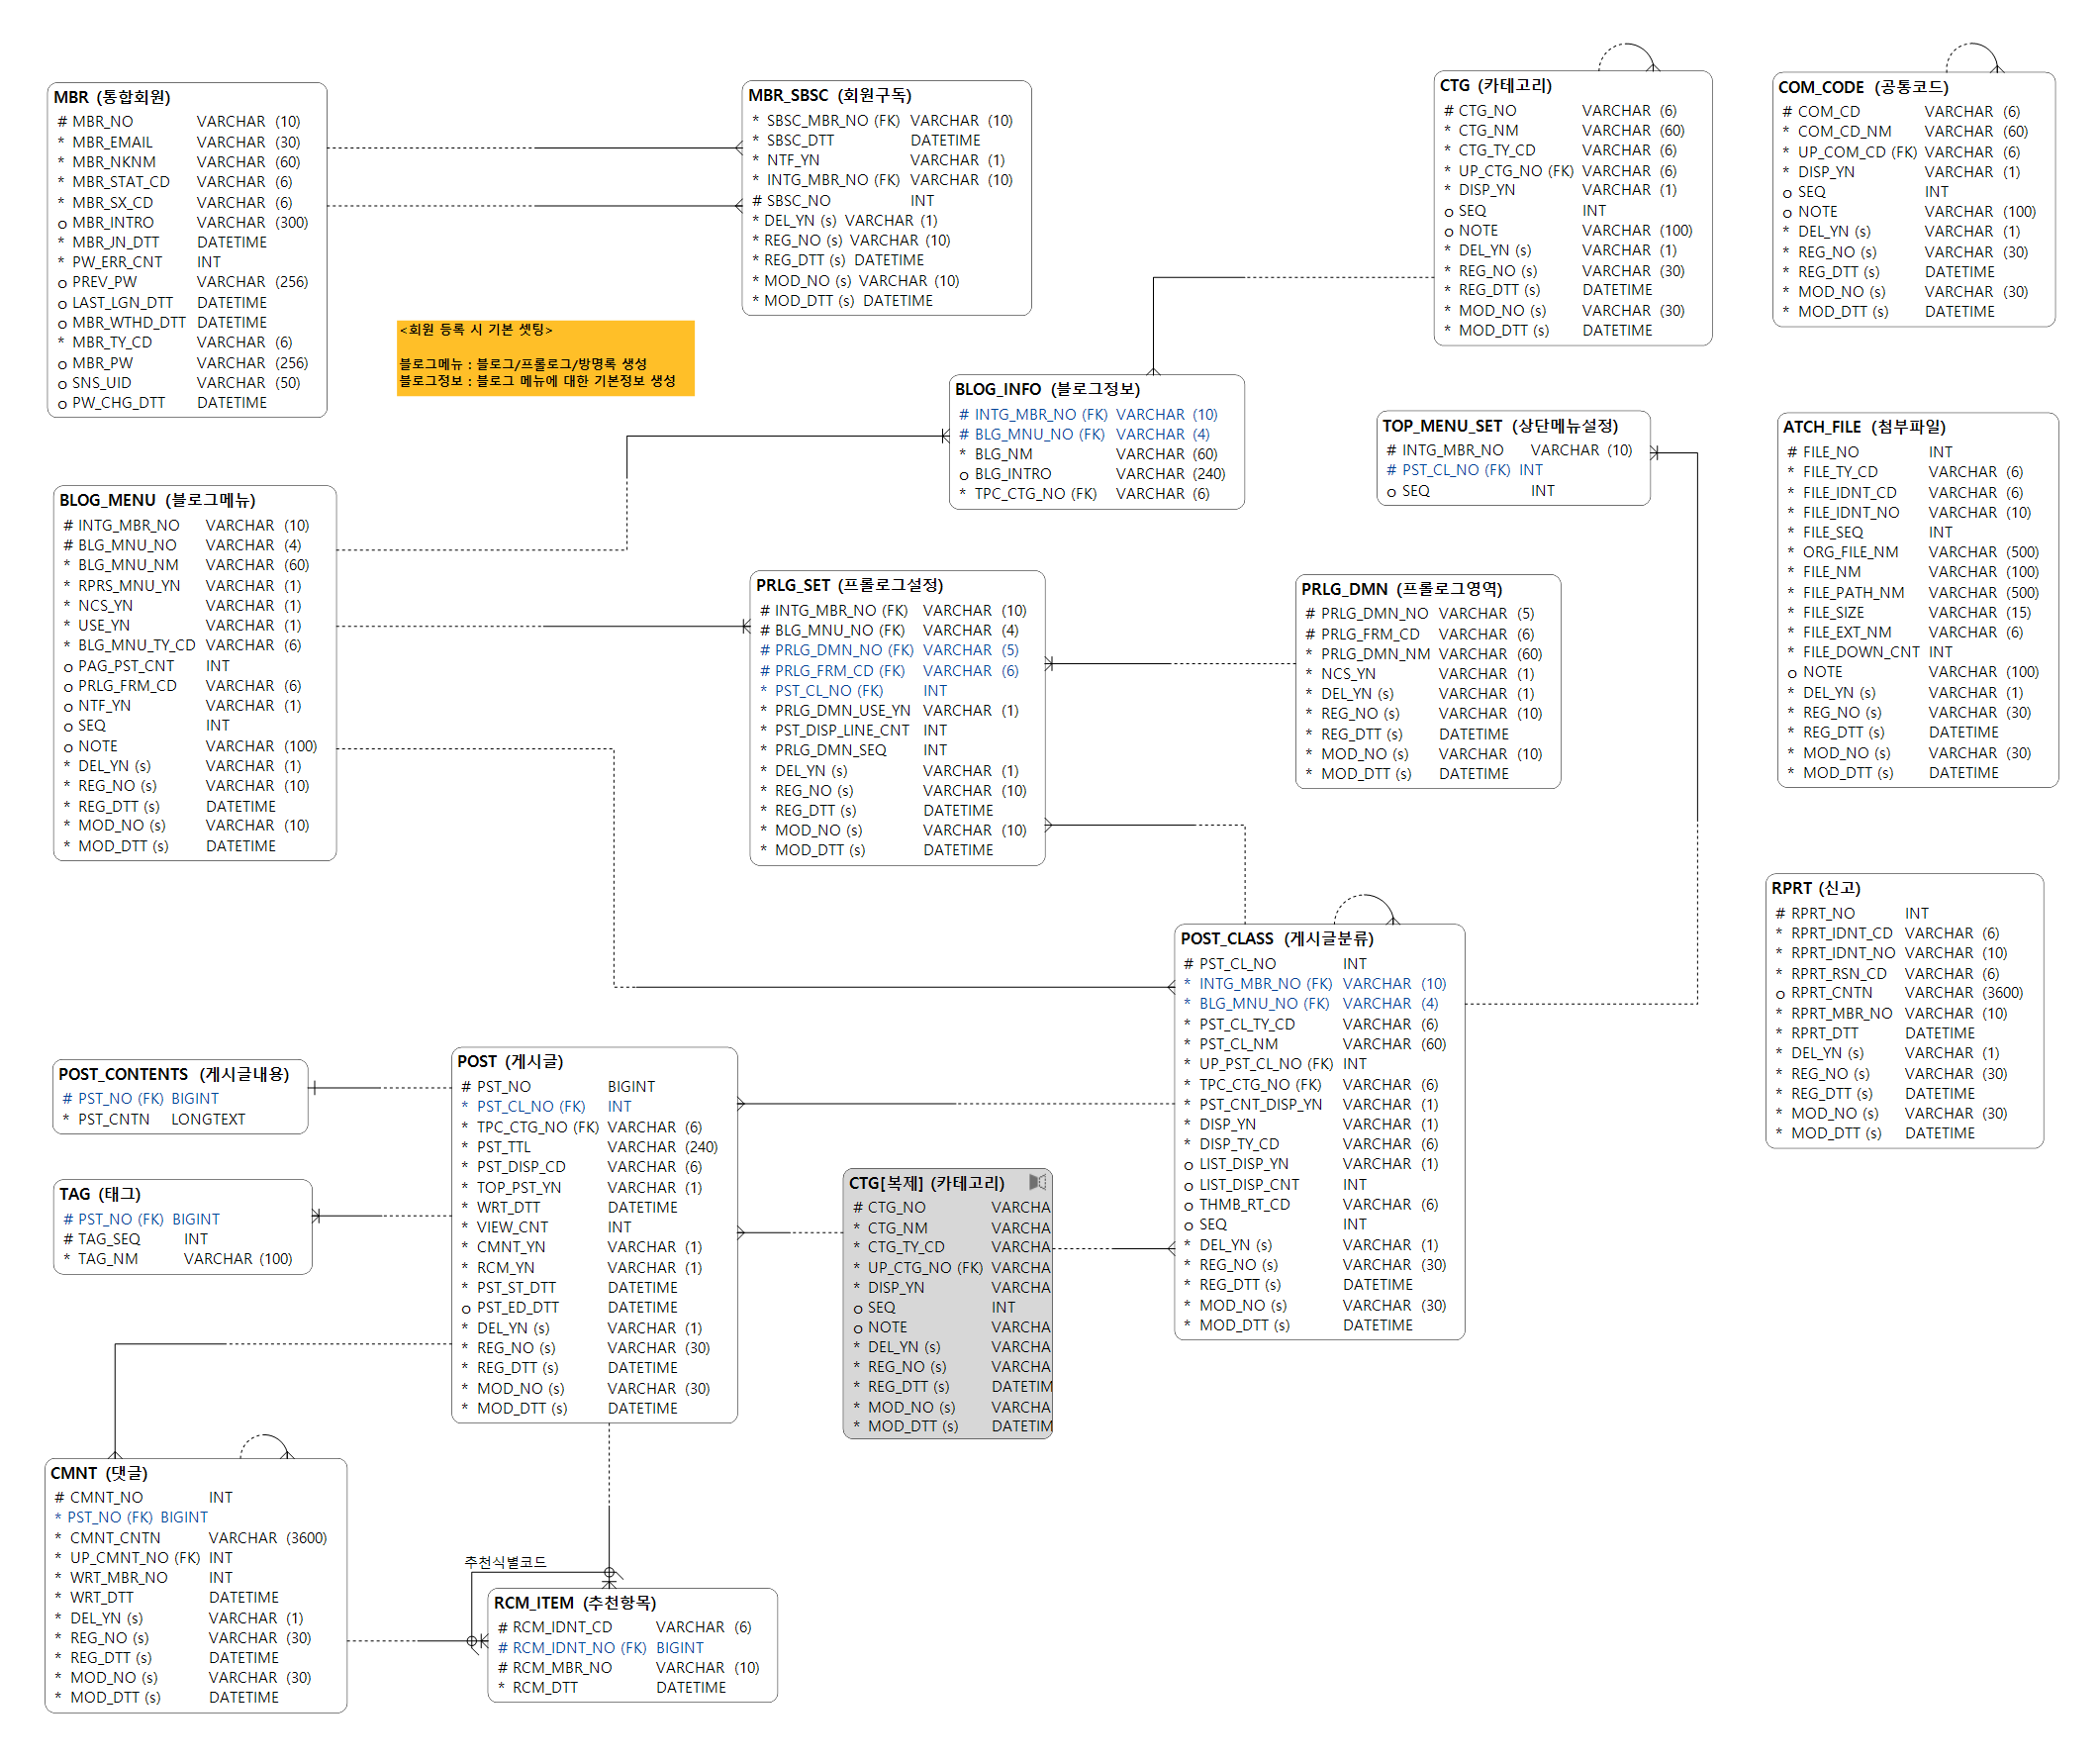 MBR (통합회원)
# MBR_NO VARCHAR (10)
* MBR_EMAIL VARCHAR (30)
* MBR_NKNM VARCHAR (60)
* MBR_STAT_CD VARCHAR (6)
* MBR_SX_CD VARCHAR (6)
o MBR_INTRO VARCHAR (300)
* MBR_JN_DTT DATETIME
* PW_ERR_CNT INT
o PREV_PW VARCHAR (256)
o LAST_LGN_DTT DATETIME
o MBR_WTHD_DTT DATETIME
* MBR_TY_CD VARCHAR (6)
o MBR_PW VARCHAR (256)
o SNS_UID VARCHAR (50)
o PW_CHG_DTT DATETIME
MBR_SBSC (회원구독)
* SBSC_MBR_NO (FK) VARCHAR (10)
* SBSC_DTT DATETIME
* NTF_YN VARCHAR (1)
* INTG_MBR_NO (FK) VARCHAR (10)
# SBSC_NO INT
* DEL_YN (s) VARCHAR (1)
* REG_NO (s) VARCHAR (10)
* REG_DTT (s) DATETIME
* MOD_NO (s) VARCHAR (10)
* MOD_DTT (s) DATETIME
CTG (카테고리)
# CTG_NO VARCHAR (6)
* CTG_NM VARCHAR (60)
* CTG_TY_CD VARCHAR (6)
* UP_CTG_NO (FK) VARCHAR (6)
* DISP_YN VARCHAR (1)
o SEQ INT
o NOTE VARCHAR (100)
* DEL_YN (s) VARCHAR (1)
* REG_NO (s) VARCHAR (30)
* REG_DTT (s) DATETIME
* MOD_NO (s) VARCHAR (30)
* MOD_DTT (s) DATETIME
COM_CODE (공통코드)
# COM_CD VARCHAR (6)
* COM_CD_NM VARCHAR (60)
* UP_COM_CD (FK) VARCHAR (6)
* DISP_YN VARCHAR (1)
o SEQ INT
o NOTE VARCHAR (100)
* DEL_YN (s) VARCHAR (1)
* REG_NO (s) VARCHAR (30)
* REG_DTT (s) DATETIME
* MOD_NO (s) VARCHAR (30)
* MOD_DTT (s) DATETIME
<회원 등록 시 기본 셋팅>
블로그메뉴 : 블로그/프롤로그/방명록 생성
블로그정보 : 블로그 메뉴에 대한 기본정보 생성
BLOG_INFO (블로그정보)
# INTG_MBR_NO (FK) VARCHAR (10)
# BLG_MNU_NO (FK) VARCHAR (4)
* BLG_NM VARCHAR (60)
o BLG_INTRO VARCHAR (240)
* TPC_CTG_NO (FK) VARCHAR (6)
TOP_MENU_SET (상단메뉴설정)
# INTG_MBR_NO VARCHAR (10)
# PST_CL_NO (FK) INT
o SEQ INT
ATCH_FILE (첨부파일)
# FILE_NO INT
* FILE_TY_CD VARCHAR (6)
* FILE_IDNT_CD VARCHAR (6)
* FILE_IDNT_NO VARCHAR (10)
* FILE_SEQ INT
* ORG_FILE_NM VARCHAR (500)
* FILE_NM VARCHAR (100)
* FILE_PATH_NM VARCHAR (500)
* FILE_SIZE VARCHAR (15)
* FILE_EXT_NM VARCHAR (6)
* FILE_DOWN_CNT INT
o NOTE VARCHAR (100)
* DEL_YN (s) VARCHAR (1)
* REG_NO (s) VARCHAR (30)
* REG_DTT (s) DATETIME
* MOD_NO (s) VARCHAR (30)
* MOD_DTT (s) DATETIME
BLOG_MENU (블로그메뉴)
# INTG_MBR_NO VARCHAR (10)
# BLG_MNU_NO VARCHAR (4)
* BLG_MNU_NM VARCHAR (60)
* RPRS_MNU_YN VARCHAR (1)
* NCS_YN VARCHAR (1)
* USE_YN VARCHAR (1)
* BLG_MNU_TY_CD VARCHAR (6)
o PAG_PST_CNT INT
o PRLG_FRM_CD VARCHAR (6)
o NTF_YN VARCHAR (1)
o SEQ INT
o NOTE VARCHAR (100)
* DEL_YN (s) VARCHAR (1)
* REG_NO (s) VARCHAR (10)
* REG_DTT (s) DATETIME
* MOD_NO (s) VARCHAR (10)
* MOD_DTT (s) DATETIME
PRLG_SET (프롤로그설정)
# INTG_MBR_NO (FK) VARCHAR (10)
# BLG_MNU_NO (FK) VARCHAR (4)
# PRLG_DMN_NO (FK) VARCHAR (5)
# PRLG_FRM_CD (FK) VARCHAR (6)
* PST_CL_NO (FK) INT
* PRLG_DMN_USE_YN VARCHAR (1)
* PST_DISP_LINE_CNT INT
* PRLG_DMN_SEQ INT
* DEL_YN (s) VARCHAR (1)
* REG_NO (s) VARCHAR (10)
* REG_DTT (s) DATETIME
* MOD_NO (s) VARCHAR (10)
* MOD_DTT (s) DATETIME
PRLG_DMN (프롤로그영역)
# PRLG_DMN_NO VARCHAR (5)
# PRLG_FRM_CD VARCHAR (6)
* PRLG_DMN_NM VARCHAR (60)
* NCS_YN VARCHAR (1)
* DEL_YN (s) VARCHAR (1)
* REG_NO (s) VARCHAR (10)
* REG_DTT (s) DATETIME
* MOD_NO (s) VARCHAR (10)
* MOD_DTT (s) DATETIME
RPRT (신고)
# RPRT_NO INT
* RPRT_IDNT_CD VARCHAR (6)
* RPRT_IDNT_NO VARCHAR (10)
* RPRT_RSN_CD VARCHAR (6)
o RPRT_CNTN VARCHAR (3600)
* RPRT_MBR_NO VARCHAR (10)
* RPRT_DTT DATETIME
* DEL_YN (s) VARCHAR (1)
* REG_NO (s) VARCHAR (30)
* REG_DTT (s) DATETIME
* MOD_NO (s) VARCHAR (30)
* MOD_DTT (s) DATETIME
POST_CLASS (게시글분류)
# PST_CL_NO INT
* INTG_MBR_NO (FK) VARCHAR (10)
* BLG_MNU_NO (FK) VARCHAR (4)
* PST_CL_TY_CD VARCHAR (6)
* PST_CL_NM VARCHAR (60)
* UP_PST_CL_NO (FK) INT
* TPC_CTG_NO (FK) VARCHAR (6)
* PST_CNT_DISP_YN VARCHAR (1)
* DISP_YN VARCHAR (1)
* DISP_TY_CD VARCHAR (6)
o LIST_DISP_YN VARCHAR (1)
o LIST_DISP_CNT INT
o THMB_RT_CD VARCHAR (6)
o SEQ INT
* DEL_YN (s) VARCHAR (1)
* REG_NO (s) VARCHAR (30)
* REG_DTT (s) DATETIME
* MOD_NO (s) VARCHAR (30)
* MOD_DTT (s) DATETIME
POST_CONTENTS (게시글내용)
# PST_NO (FK) BIGINT
* PST_CNTN LONGTEXT
POST (게시글)
# PST_NO BIGINT
* PST_CL_NO (FK) INT
* TPC_CTG_NO (FK) VARCHAR (6)
* PST_TTL VARCHAR (240)
* PST_DISP_CD VARCHAR (6)
* TOP_PST_YN VARCHAR (1)
* WRT_DTT DATETIME
* VIEW_CNT INT
* CMNT_YN VARCHAR (1)
* RCM_YN VARCHAR (1)
* PST_ST_DTT DATETIME
o PST_ED_DTT DATETIME
* DEL_YN (s) VARCHAR (1)
* REG_NO (s) VARCHAR (30)
* REG_DTT (s) DATETIME
* MOD_NO (s) VARCHAR (30)
* MOD_DTT (s) DATETIME
TAG (태그)
# PST_NO (FK) BIGINT
# TAG_SEQ INT
* TAG_NM VARCHAR (100)
CTG[복제] (카테고리)
# CTG_NO VARCHA
* CTG_NM VARCHA
* CTG_TY_CD VARCHA
* UP_CTG_NO (FK) VARCHA
* DISP_YN VARCHA
o SEQ INT
o NOTE VARCHA
* DEL_YN (s) VARCHA
* REG_NO (s) VARCHA
* REG_DTT (s) DATETIM
* MOD_NO (s) VARCHA
* MOD_DTT (s) DATETIM
CMNT (댓글)
# CMNT_NO INT
* PST_NO (FK) BIGINT
* CMNT_CNTN VARCHAR (3600)
* UP_CMNT_NO (FK) INT
* WRT_MBR_NO INT
* WRT_DTT DATETIME
* DEL_YN (s) VARCHAR (1)
* REG_NO (s) VARCHAR (30)
* REG_DTT (s) DATETIME
* MOD_NO (s) VARCHAR (30)
* MOD_DTT (s) DATETIME
추천식별코드
RCM_ITEM (추천항목)
# RCM_IDNT_CD VARCHAR (6)
# RCM_IDNT_NO (FK) BIGINT
# RCM_MBR_NO VARCHAR (10)
* RCM_DTT DATETIME